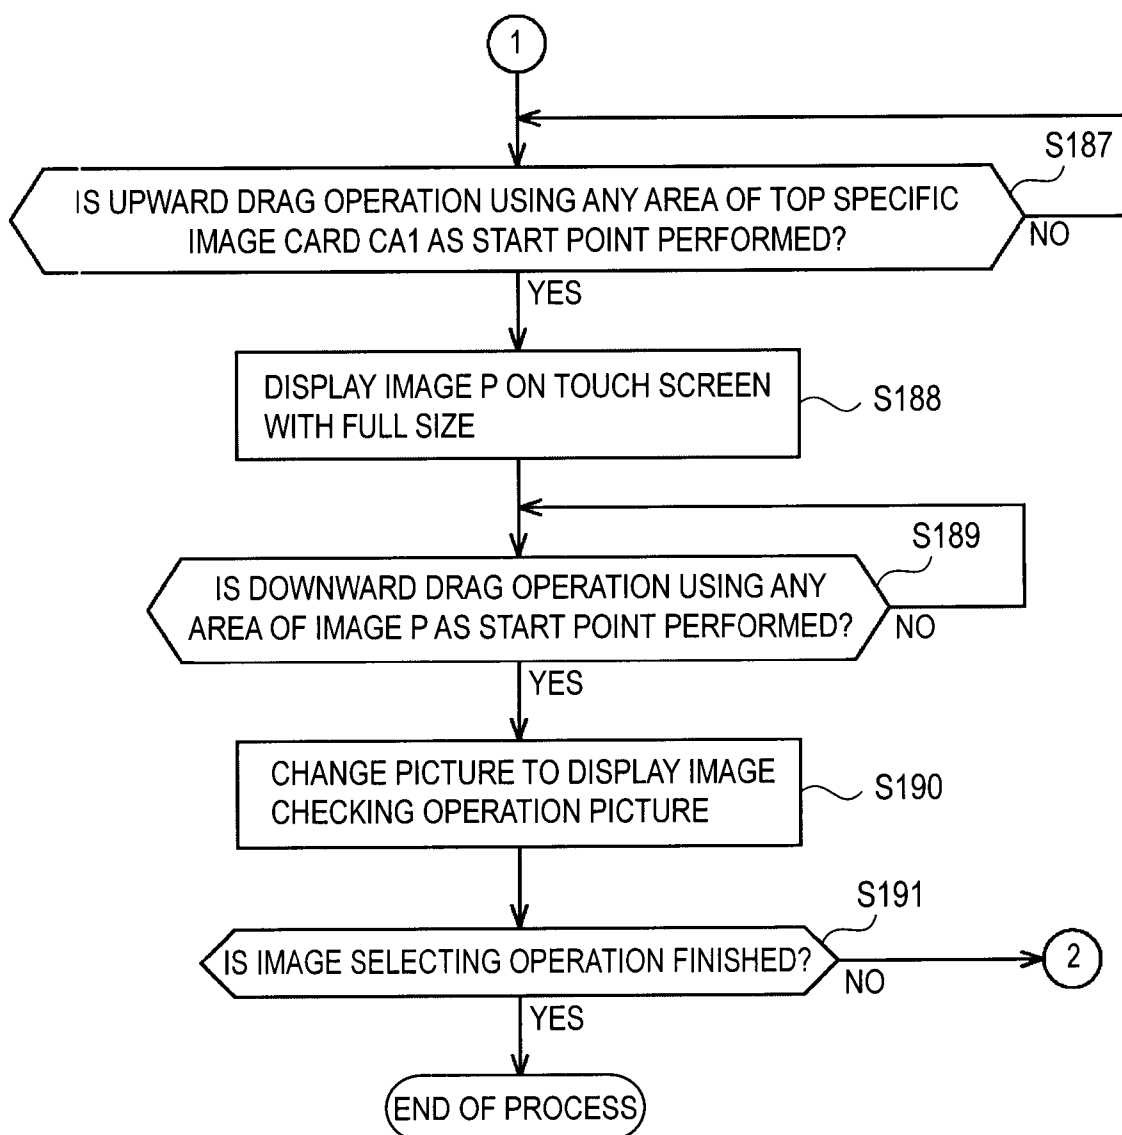 1
S187
IS UPWARD DRAG OPERATION USING ANY AREA OF TOP SPECIFIC
IMAGE CARD CA1 AS START POINT PERFORMED?
NO
YES
DISPLAY IMAGE P ON TOUCH SCREEN
WITH FULL SIZE
S188
S189
IS DOWNWARD DRAG OPERATION USING ANY
AREA OF IMAGE P AS START POINT PERFORMED?
NO
YES
CHANGE PICTURE TO DISPLAY IMAGE
CHECKING OPERATION PICTURE
S190
S191
IS IMAGE SELECTING OPERATION FINISHED?
NO
2
YES
END OF PROCESS